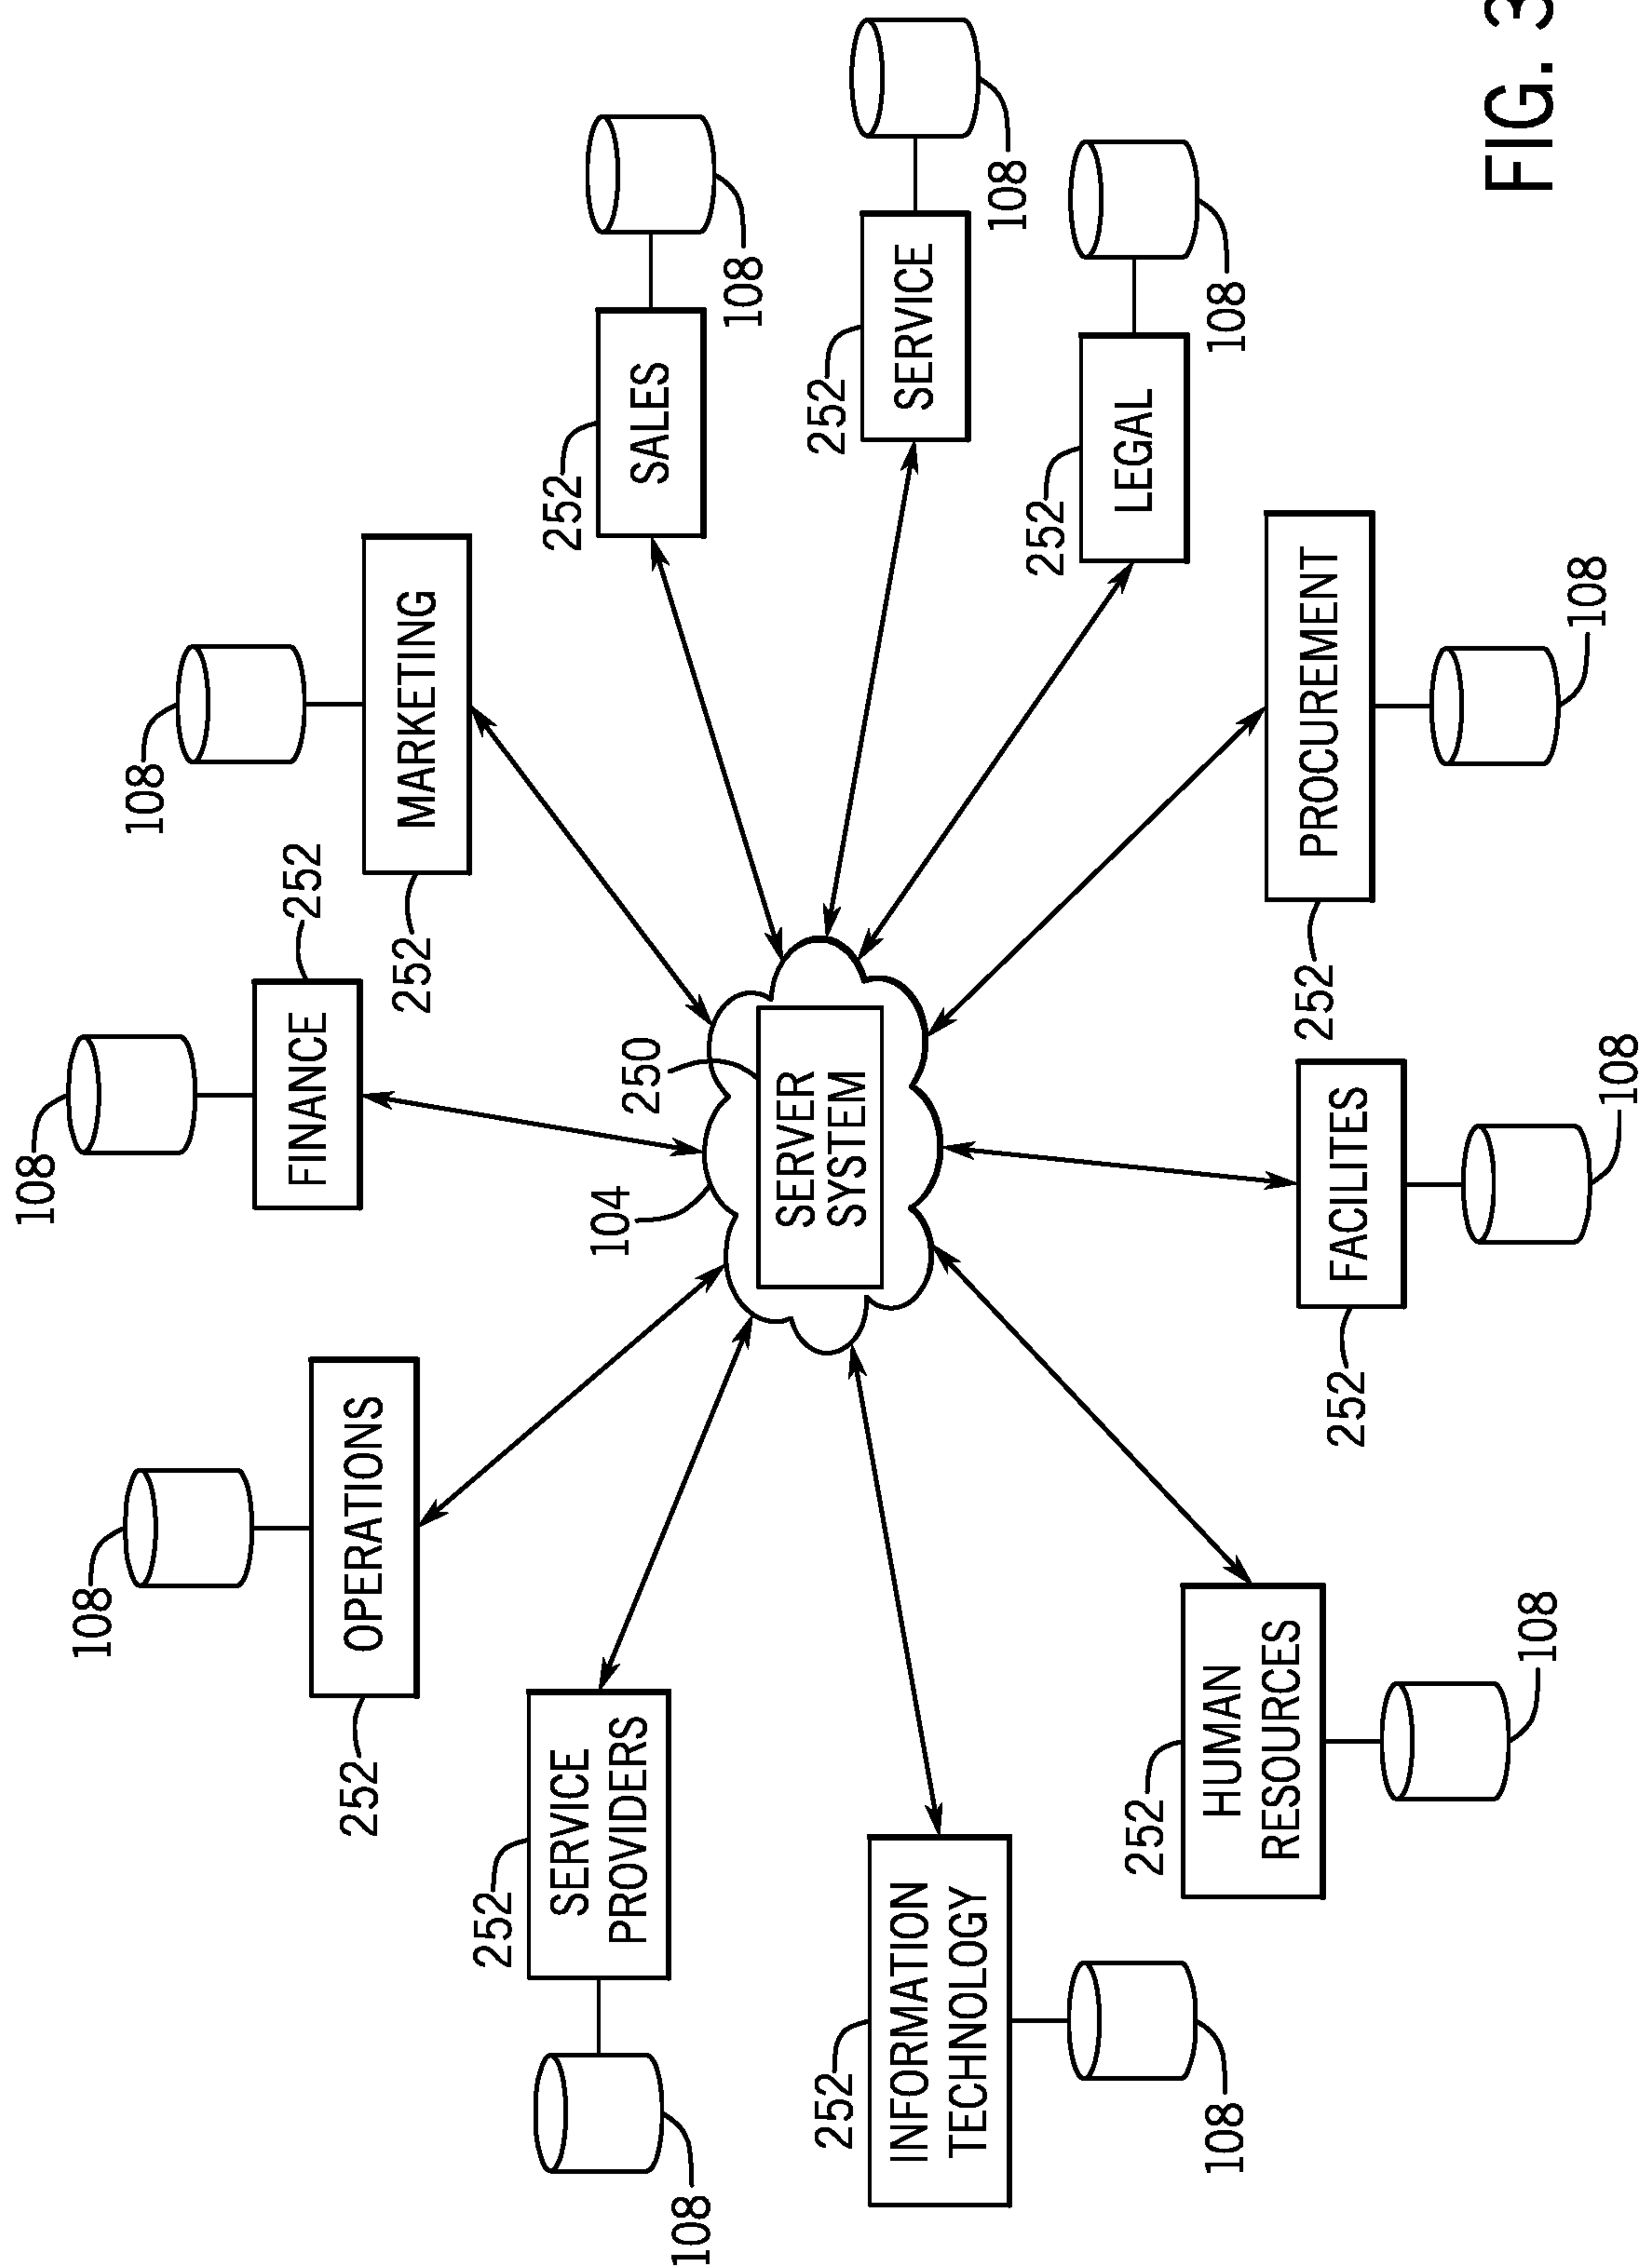 108
108
108
252
FINANCE
252
OPERATIONS
252
MARKETING
252
252
SERVICE
PROVIDERS
108
104
250
SERVER
SYSTEM
252
SALES
108
252
SERVICE
108
252
INFORMATION
TECHNOLOGY
108
252
LEGAL
108
252
HUMAN
RESOURCES
108
252
FACILITES
108
252
PROCUREMENT
108
FIG. 3